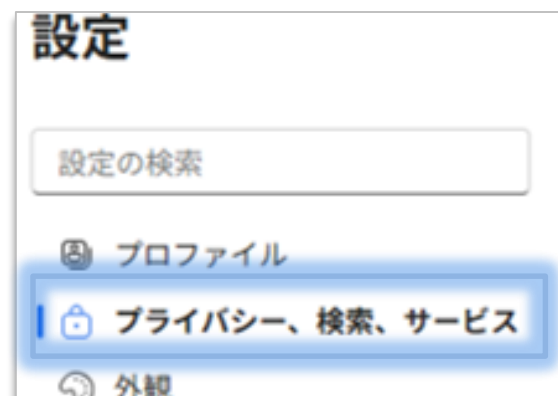 設定
設定の検索
プロファイル
プライバシー、検索、サービス
外観